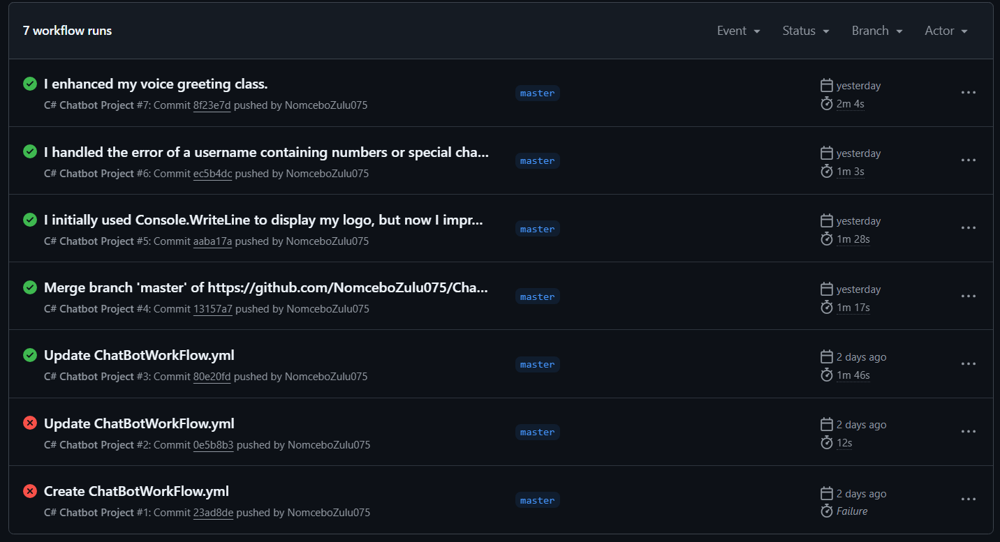 7 workflow runs
Event Status Branch Actor
I enhanced my voice greeting class.
C# Chatbot Project #7: Commit 8f23e7d pushed by NomceboZulu075
master
yesterday
2m 4s
I handled the error of a username containing numbers or special cha...
C# Chatbot Project #6: Commit ec5b4dc pushed by NomceboZulu075
master
yesterday
1m 3s
I initially used Console.WriteLine to display my logo, but now I impr...
C# Chatbot Project #5: Commit aaba17a pushed by NomceboZulu075
master
yesterday
1m 28s
Merge branch 'master' of https://github.com/NomceboZulu075/Cha...
C# Chatbot Project #4: Commit 13157a7 pushed by NomceboZulu075
master
yesterday
1m 17s
Update ChatBotWorkFlow.yml
C# Chatbot Project #3: Commit 80e20fd pushed by NomceboZulu075
master
2 days ago
1m 46s
Update ChatBotWorkFlow.yml
C# Chatbot Project #2: Commit 0e5b8b3 pushed by NomceboZulu075
master
2 days ago
12s
Create ChatBotWorkFlow.yml
C# Chatbot Project #1: Commit 23ad8de pushed by NomceboZulu075
master
2 days ago
Failure